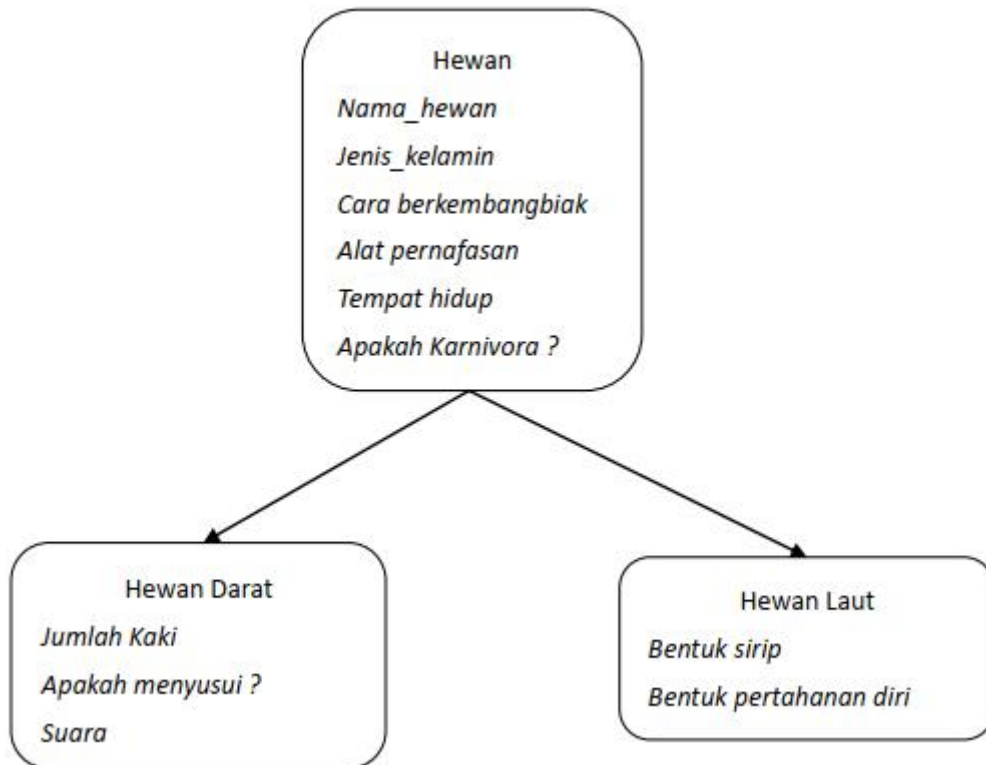 Hewan
Nama_hewan
Jenis_kelamin
Cara berkembangbiak
Alat pernafasan
Tempat hidup
Apakah Karnivora ?
Hewan Darat
Jumlah Kaki
Apakah menyusui ?
Suara
Hewan Laut
Bentuk sirip
Bentuk pertahanan diri